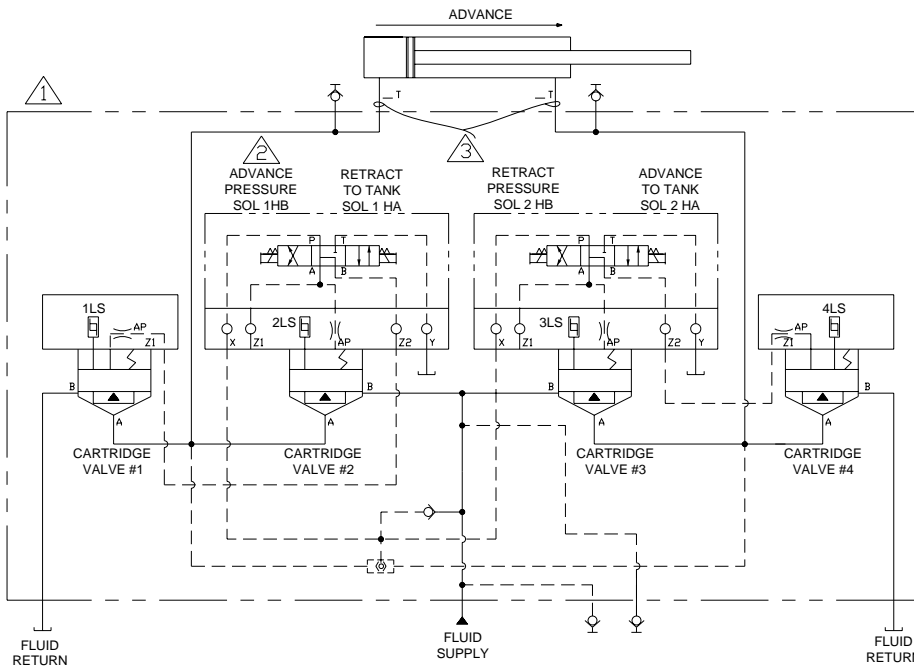 ADVANCE
1
T
T
2
3
ADVANCE
PRESSURE
SOL 1HB
RETRACT
TO TANK
SOL 1 HA
RETRACT
PRESSURE
SOL 2 HB
ADVANCE
TO TANK
SOL 2 HA
P
T
A
B
P
T
A
B
1LS
AP
Z1
2LS
X
Z1
AP
Z2
Y
3LS
X
Z1
AP
Z2
Y
4LS
AP
Z1
B
A
B
A
B
A
B
A
CARTRIDGE
VALVE #1
CARTRIDGE
VALVE #2
CARTRIDGE
VALVE #3
CARTRIDGE
VALVE #4
FLUID
RETURN
FLUID
SUPPLY
FLUID
RETURN